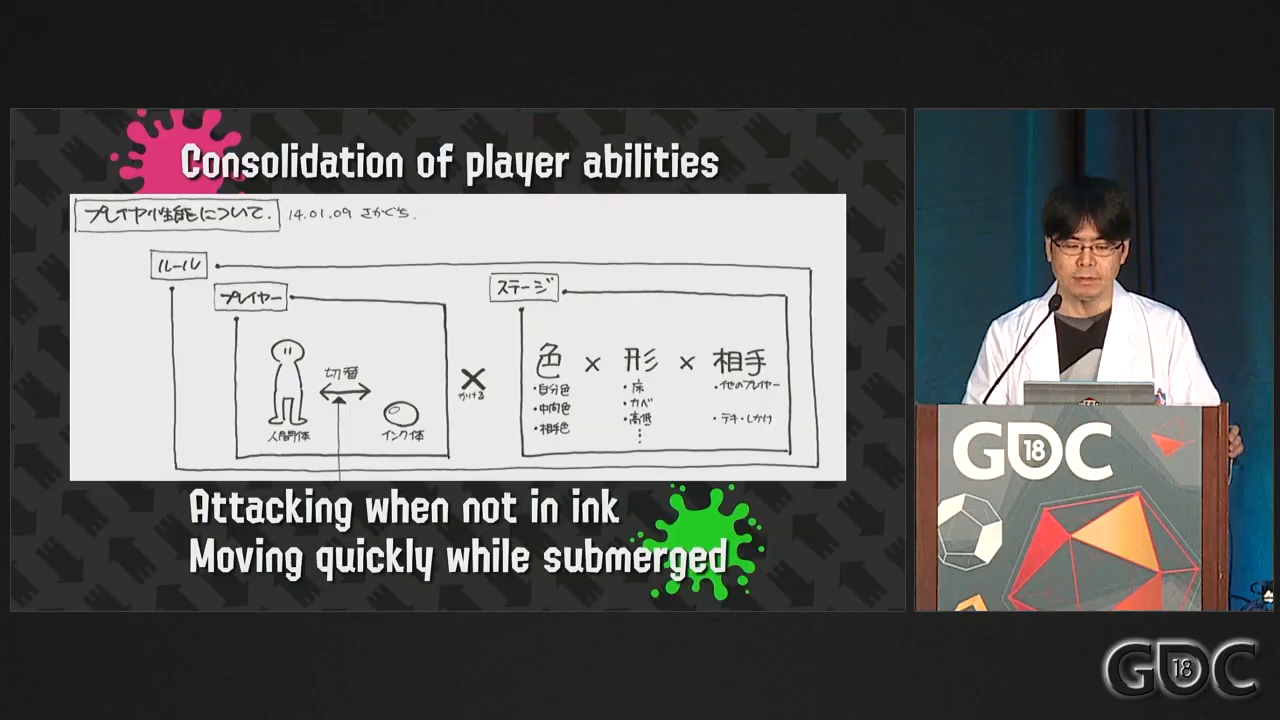 Consolidation of player abilities
プレイヤ性能について. 14.01.09 さかぐち.
ルール
プレイヤー
ステージ
切替
人間体
インク体
×
かける
色 × 形 × 相手
・自分色
・中間色
・相手色
・床
・カベ
・高低
・他のプレイヤー
・テキ・しかけ
Attacking when not in ink
Moving quickly while submerged
GDC 18
GDC 18